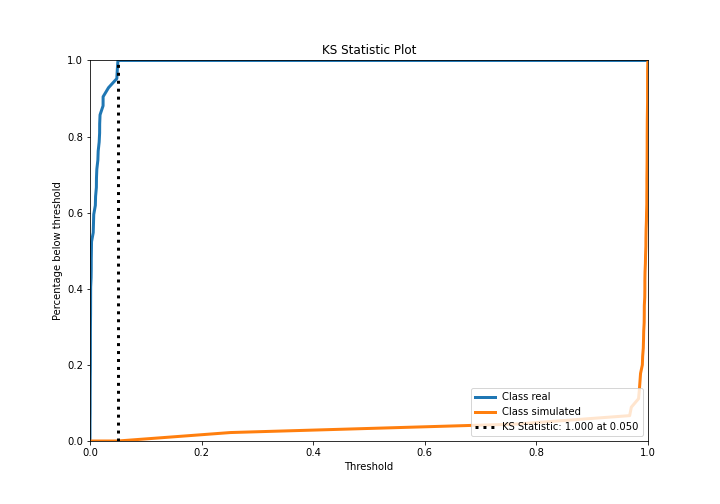 KS Statistic Plot
Percentage below threshold
1.0
0.8
0.6
0.4
0.2
0.0
Class real
Class simulated
KS Statistic: 1.000 at 0.050
0.0 0.2 0.4 0.6 0.8 1.0
Threshold